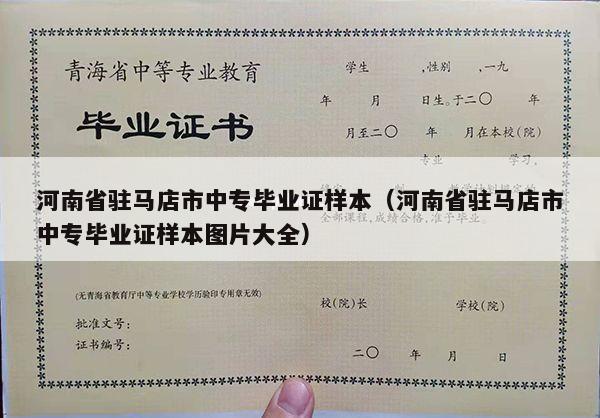 青海省中等专业教育
毕业证书
学生 ,性别 ,一九
年 月 日生。于二〇 年
月至二〇 年 月在本校(院)
专业 学习,
河南省驻马店市中专毕业证样本（河南省驻马店市
中专毕业证样本图片大全）
全部课程,成绩合格,准予毕业。
(无青海省教育厅中等专业学校学历验印专用章无效)
批准文号：
证书编号：
校(院)长 学校(院)
二〇 年 月 日